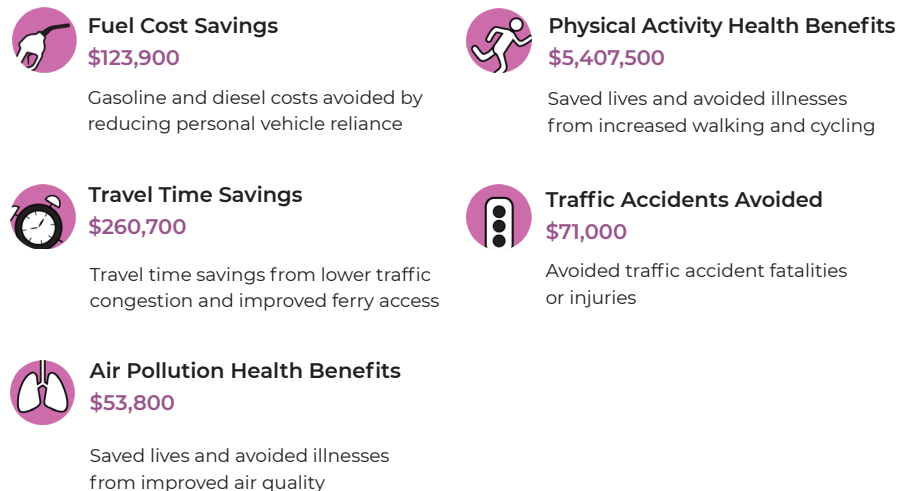 Fuel Cost Savings
$123,900
Gasoline and diesel costs avoided by
reducing personal vehicle reliance
Physical Activity Health Benefits
$5,407,500
Saved lives and avoided illnesses
from increased walking and cycling
Travel Time Savings
$260,700
Travel time savings from lower traffic
congestion and improved ferry access
Traffic Accidents Avoided
$71,000
Avoided traffic accident fatalities
or injuries
Air Pollution Health Benefits
$53,800
Saved lives and avoided illnesses
from improved air quality